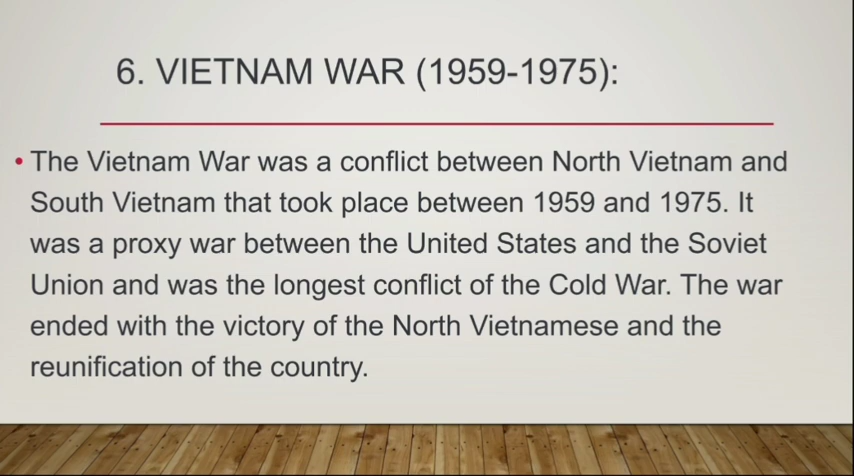 6. VIETNAM WAR (1959-1975):
• The Vietnam War was a conflict between North Vietnam and
South Vietnam that took place between 1959 and 1975. It
was a proxy war between the United States and the Soviet
Union and was the longest conflict of the Cold War. The war
ended with the victory of the North Vietnamese and the
reunification of the country.